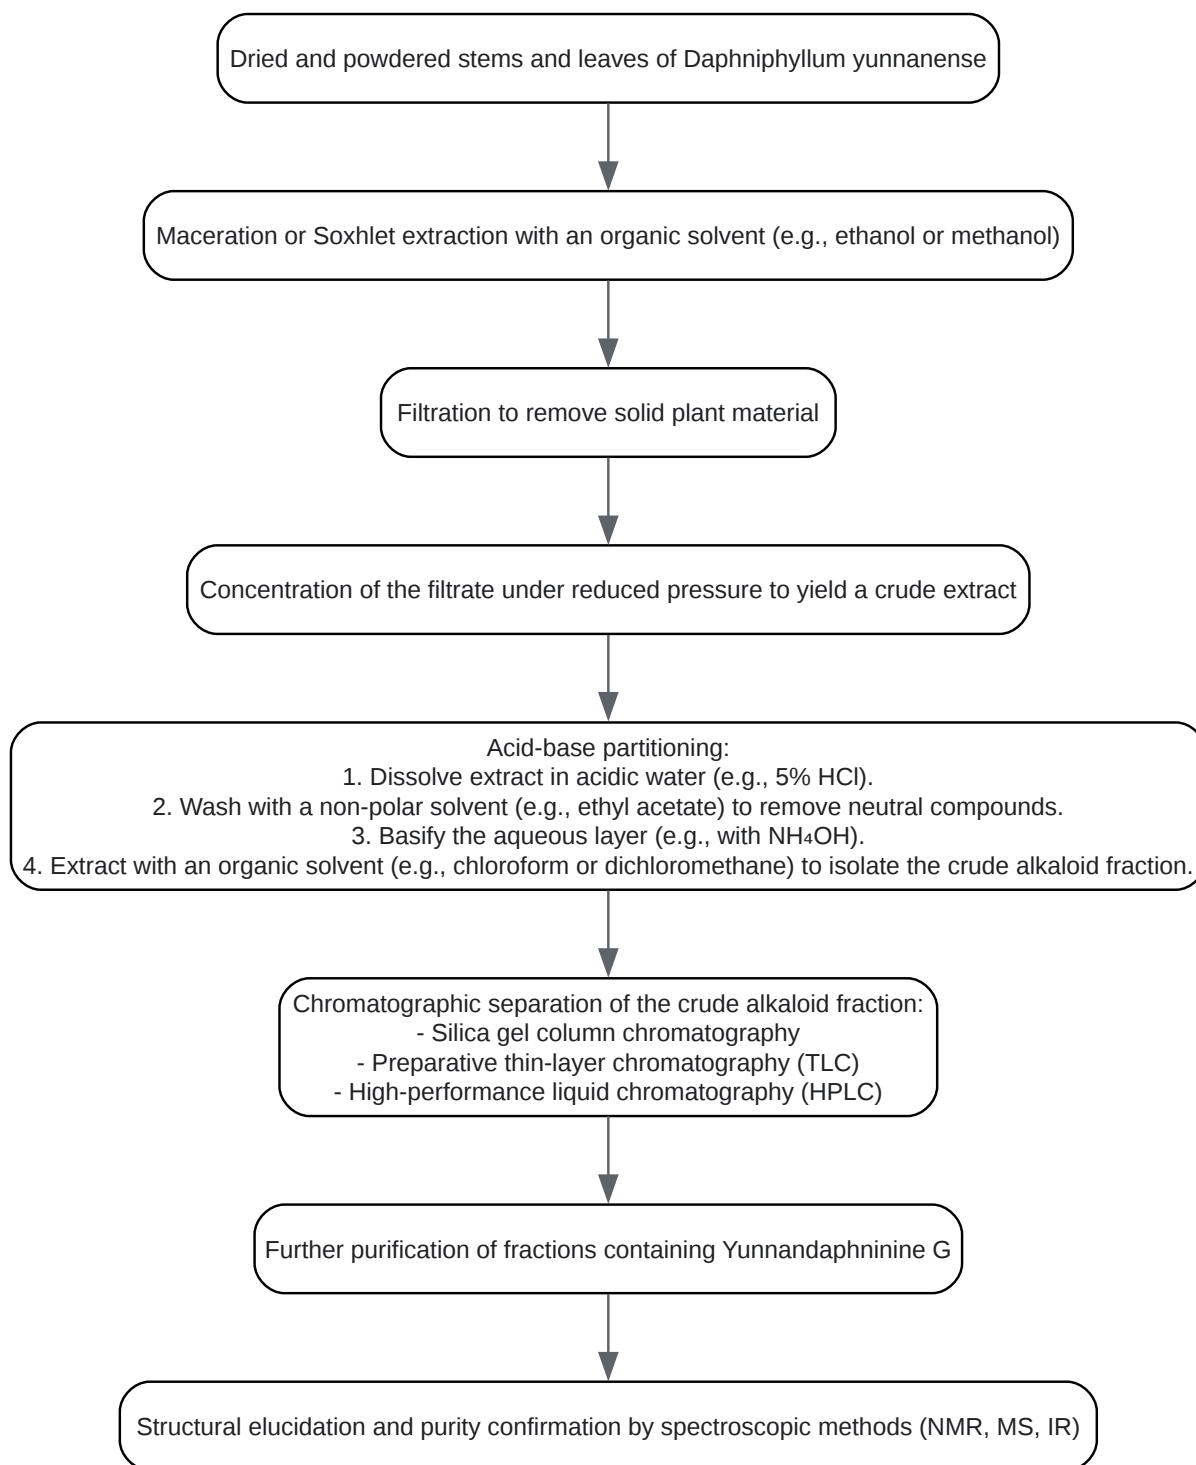 Dried and powdered stems and leaves of Daphniphyllum yunnanense
Maceration or Soxhlet extraction with an organic solvent (e.g., ethanol or methanol)
Filtration to remove solid plant material
Concentration of the filtrate under reduced pressure to yield a crude extract
Acid-base partitioning:
1. Dissolve extract in acidic water (e.g., 5% HCl).
2. Wash with a non-polar solvent (e.g., ethyl acetate) to remove neutral compounds.
3. Basify the aqueous layer (e.g., with NH₄OH).
4. Extract with an organic solvent (e.g., chloroform or dichloromethane) to isolate the crude alkaloid fraction.
Chromatographic separation of the crude alkaloid fraction:
- Silica gel column chromatography
- Preparative thin-layer chromatography (TLC)
- High-performance liquid chromatography (HPLC)
Further purification of fractions containing Yunnandaphninine G
Structural elucidation and purity confirmation by spectroscopic methods (NMR, MS, IR)